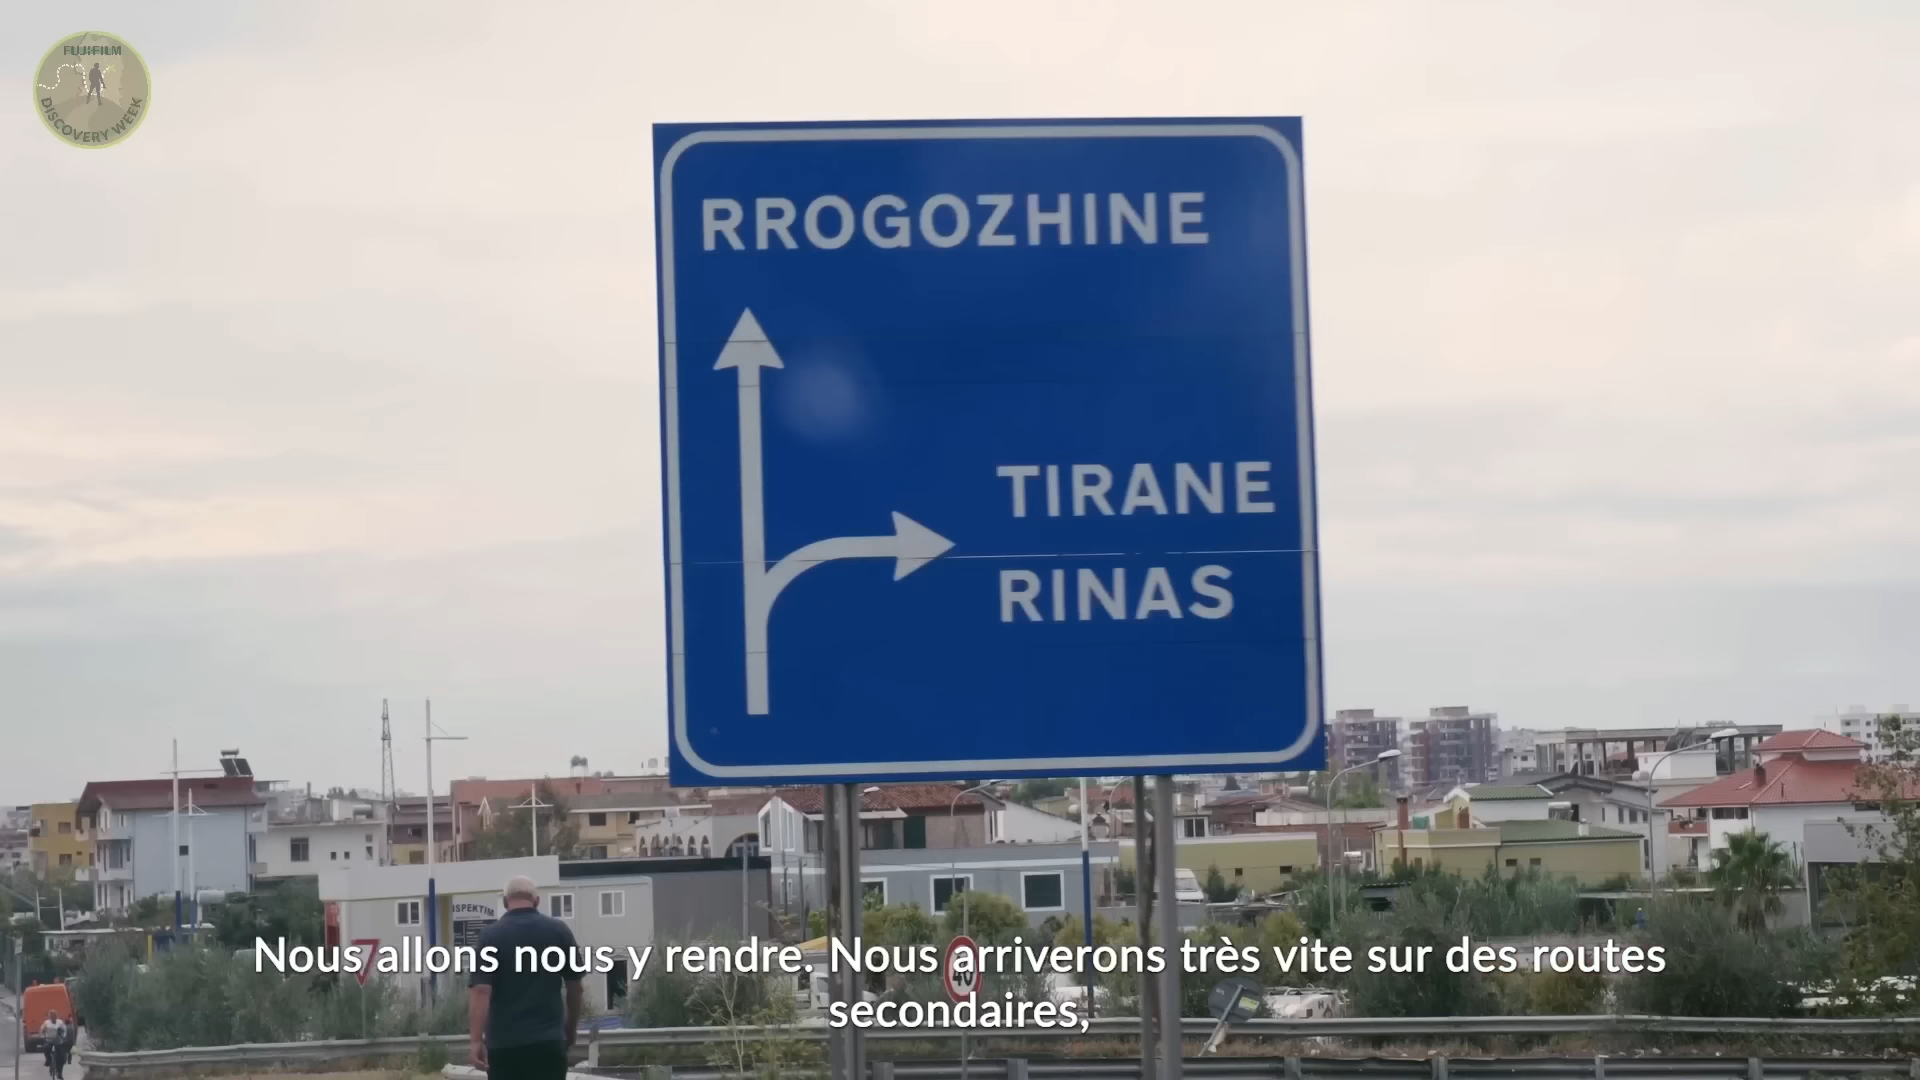 FUJIFILM
DISCOVERY WEEK
RROGOZHINE
TIRANE
RINAS
ISPEKTIM
40
Nous allons nous y rendre. Nous arriverons très vite sur des routes
secondaires,